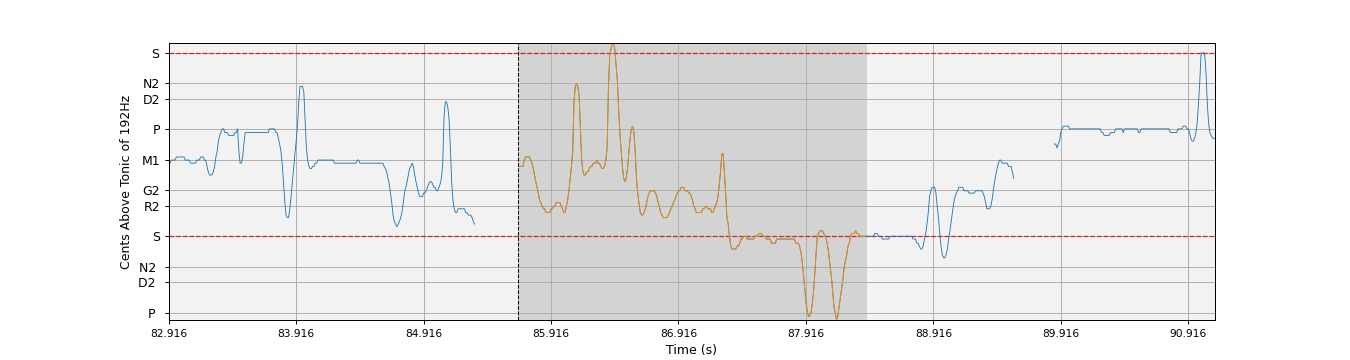 S
N2
D2
P
M1
G2
R2
S
N2
D2
P
Cents Above Tonic of 192Hz
82.916 83.916 84.916 85.916 86.916 87.916 88.916 89.916 90.916
Time (s)